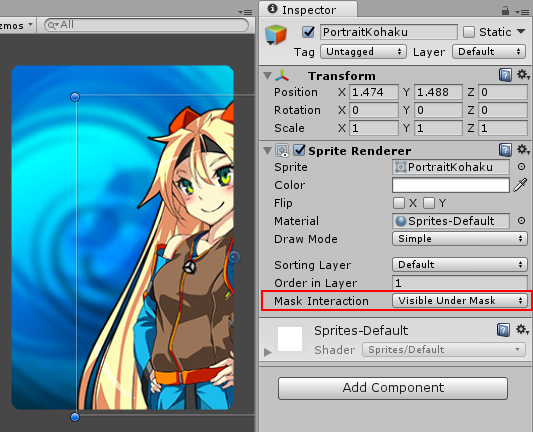 Inspector
zmos
All
PortraitKohaku Static
Tag Untagged Layer Default
Transform
Position X 1.474 Y 1.488 Z 0
Rotation X 0 Y 0 Z 0
Scale X 1 Y 1 Z 1
Sprite Renderer
Sprite PortraitKohaku
Color
Flip X Y
Material Sprites-Default
Draw Mode Simple
Sorting Layer Default
Order in Layer 1
Mask Interaction Visible Under Mask
Sprites-Default
Shader Sprites/Default
Add Component